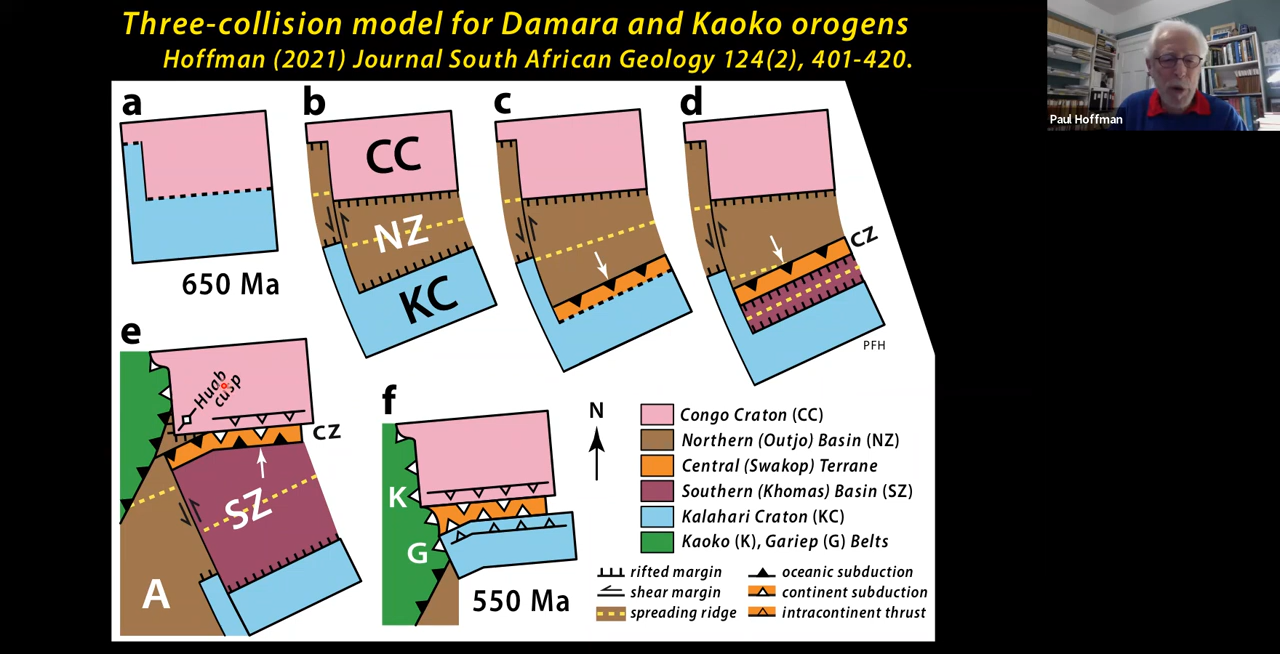 Three-collision model for Damara and Kaoko orogens
Hoffman (2021) Journal South African Geology 124(2), 401-420.
Paul Hoffman
a
b
c
d
CC
NZ
KC
650 Ma
CZ
PFH
e
Huab
cusp
CZ
SZ
A
f
K
G
550 Ma
N
Congo Craton (CC)
Northern (Outjo) Basin (NZ)
Central (Swakop) Terrane
Southern (Khomas) Basin (SZ)
Kalahari Craton (KC)
Kaoko (K), Gariep (G) Belts
rifted margin
shear margin
spreading ridge
oceanic subduction
continent subduction
intracontinent thrust